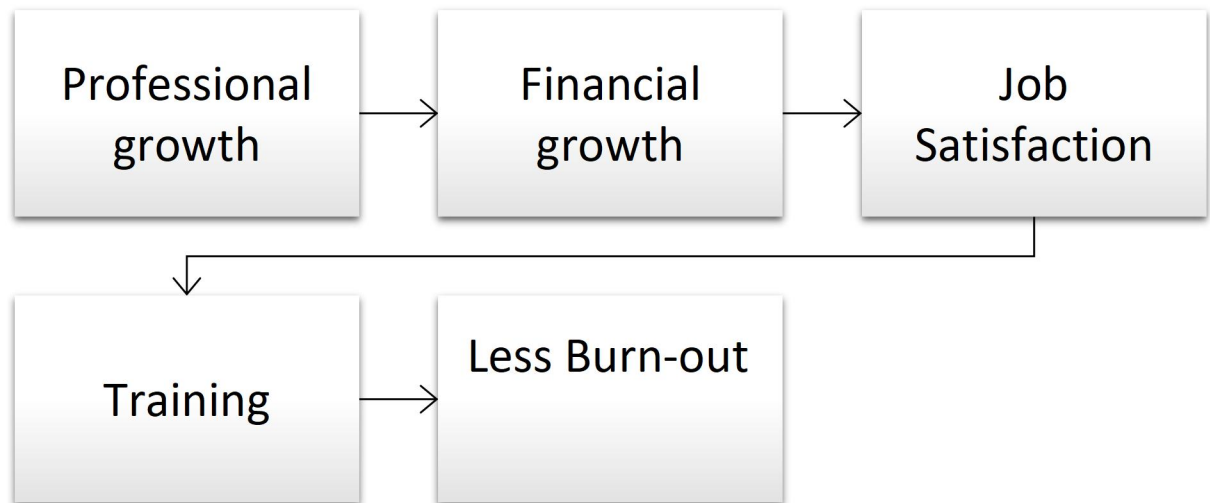 Professional
growth
Financial
growth
Job
Satisfaction
Training
Less Burn-out